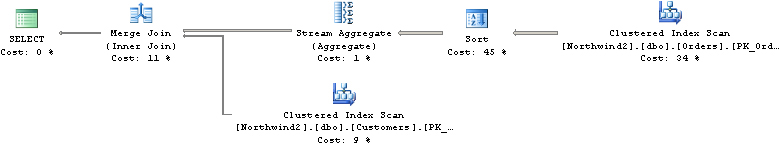 SELECT
Cost: 0 %
Merge Join
(Inner Join)
Cost: 11 %
Stream Aggregate
(Aggregate)
Cost: 1 %
Sort
Cost: 45 %
Clustered Index Scan
[Northwind2].[dbo].[Orders].[PK_Ord…
Cost: 34 %
Clustered Index Scan
[Northwind2].[dbo].[Customers].[PK_…
Cost: 9 %